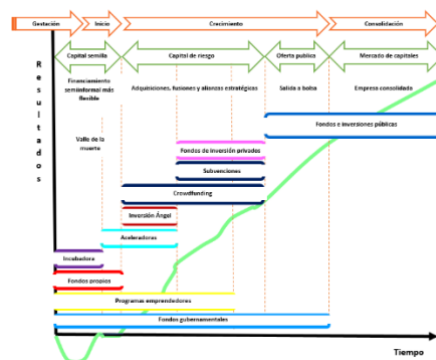 Gestación
Inicio
Crecimiento
Consolidación
Capital semilla
Capital de riesgo
Oferta publica
Mercado de capitales
Financiamiento
semiinformal más
flexible
Adquisiciones, fusiones y alianzas estratégicas
Salida a bolsa
Empresa consolidada
Resultados
Valle de la
muerte
Fondos e inversiones públicas
Fondos de inversión privados
Subvenciones
Crowdfunding
Inversión Ángel
Aceleradoras
Incubadora
Fondos propios
Programas emprendedores
Fondos gubernamentales
Tiempo